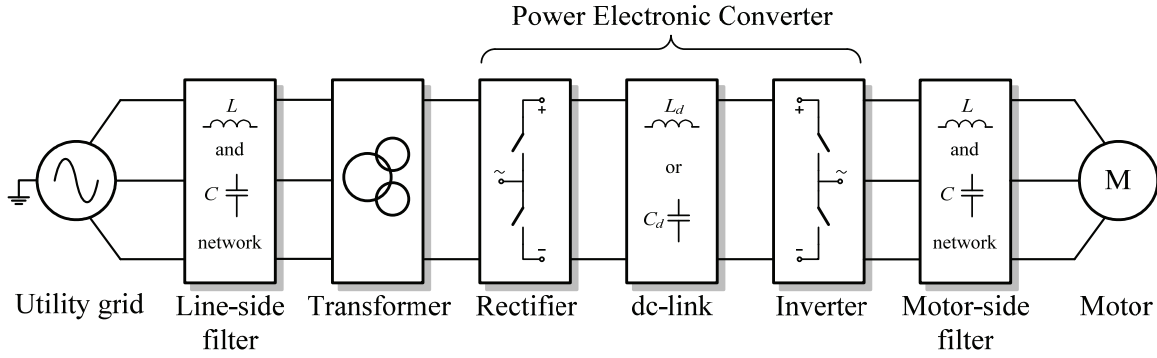 Power Electronic Converter
L
and
C
network
~
+
−
L_d
or
C_d
+
−
~
L
and
C
network
M
Utility grid
Line-side
filter
Transformer
Rectifier
dc-link
Inverter
Motor-side
filter
Motor